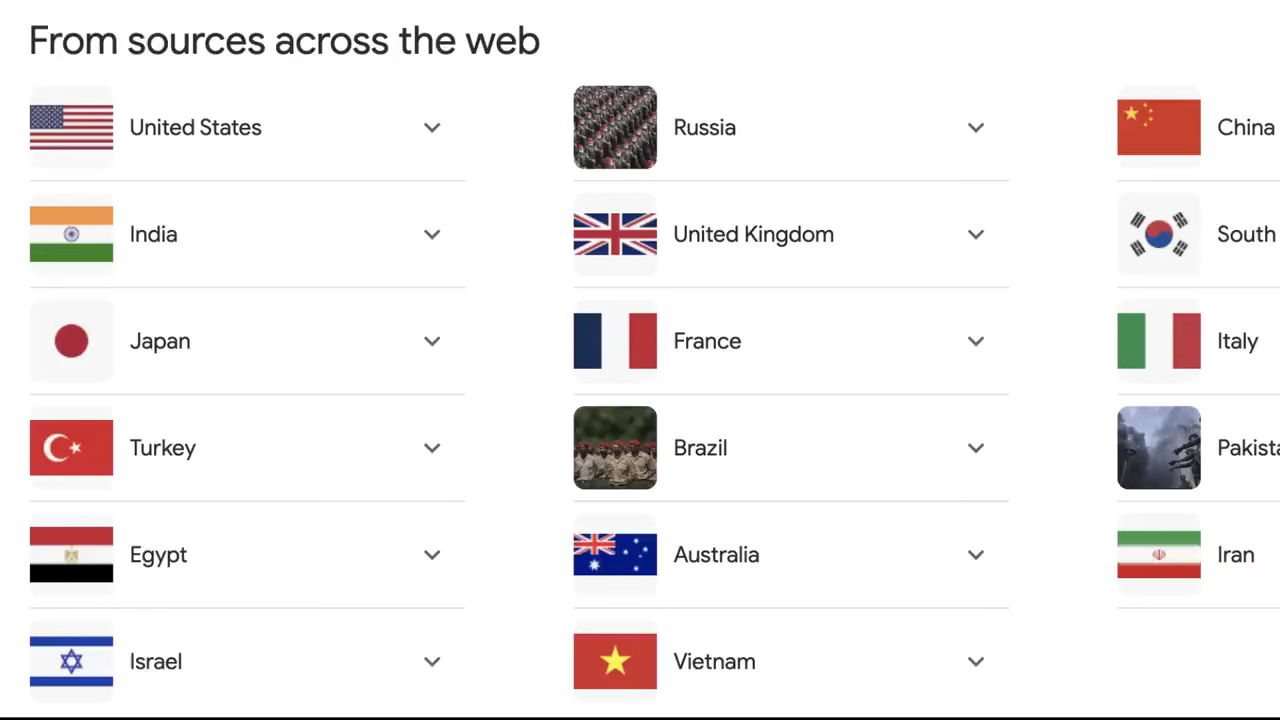 From sources across the web
United States
Russia
China
India
United Kingdom
South
Japan
France
Italy
Turkey
Brazil
Egypt
Australia
Iran
Israel
Vietnam